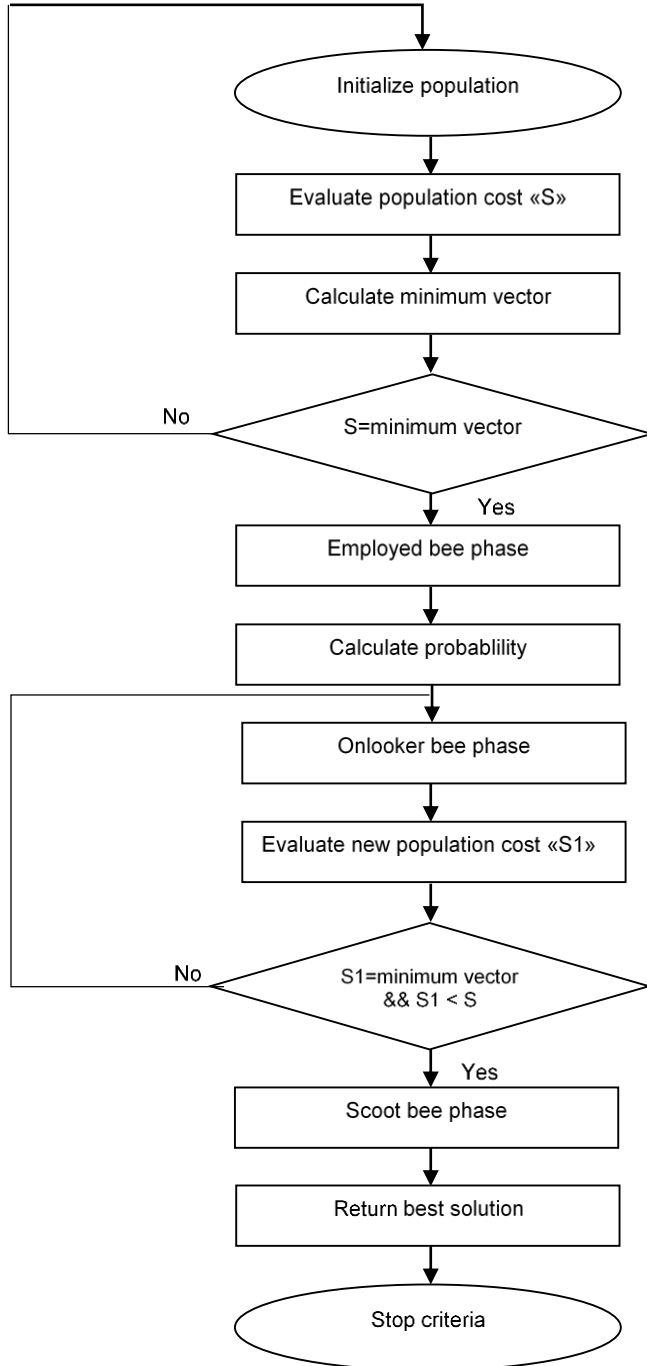 Initialize population
Evaluate population cost «S»
Calculate minimum vector
No
S=minimum vector
Yes
Employed bee phase
Calculate probablility
Onlooker bee phase
Evaluate new population cost «S1»
No
S1=minimum vector
&& S1 < S
Yes
Scoot bee phase
Return best solution
Stop criteria